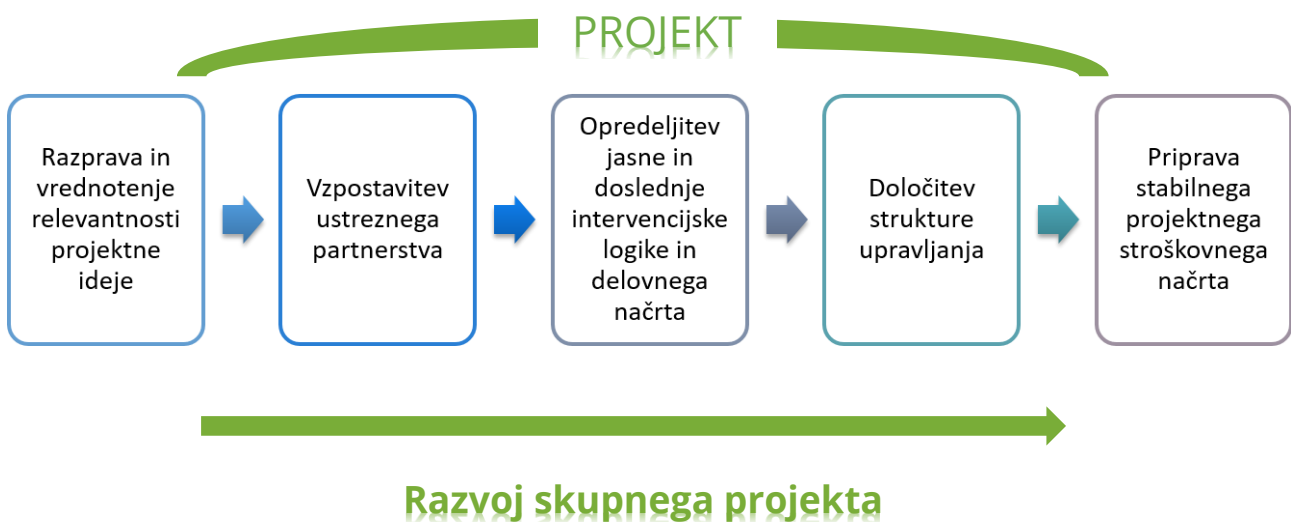 PROJEKT
Razprava in
vrednotenje
relevantnosti
projektne
ideje
Vzpostavitev
ustreznega
partnerstva
Opredeljitev
jasne in
doslednje
intervencijske
logike in
delovnega
načrta
Določitev
strukture
upravljanja
Priprava
stabilnega
projektnega
stroškovnega
načrta
Razvoj skupnega projekta